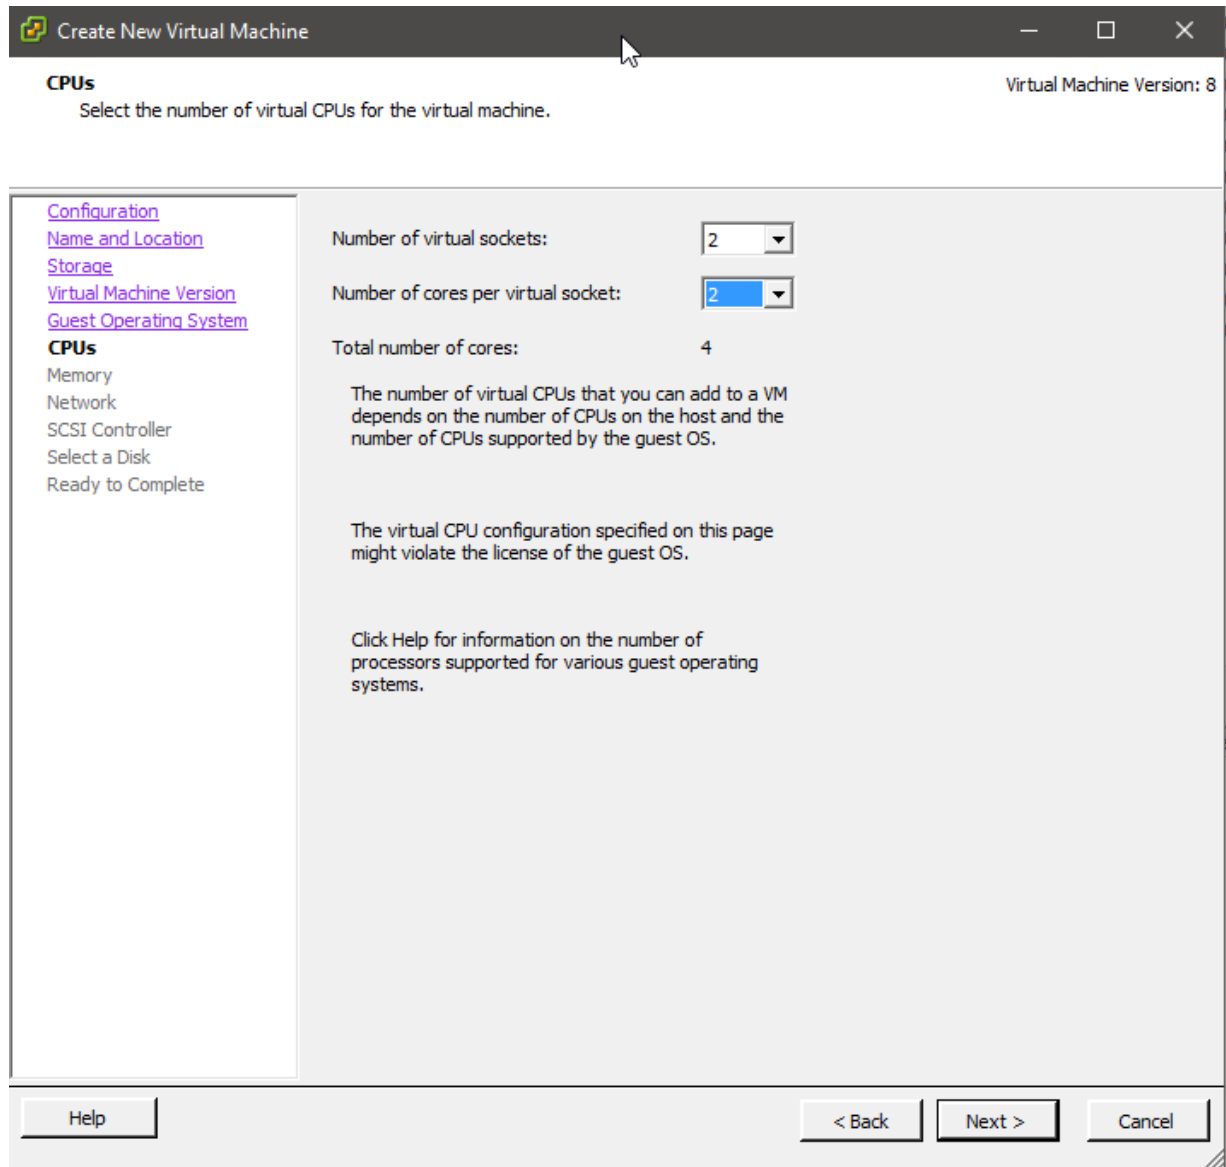 Create New Virtual Machine
CPUs
Virtual Machine Version: 8
Select the number of virtual CPUs for the virtual machine.
Configuration
Name and Location
Storage
Virtual Machine Version
Guest Operating System
CPUs
Memory
Network
SCSI Controller
Select a Disk
Ready to Complete
Number of virtual sockets: 2
Number of cores per virtual socket: 2
Total number of cores: 4
The number of virtual CPUs that you can add to a VM
depends on the number of CPUs on the host and the
number of CPUs supported by the guest OS.
The virtual CPU configuration specified on this page
might violate the license of the guest OS.
Click Help for information on the number of
processors supported for various guest operating
systems.
Help
< Back
Next >
Cancel